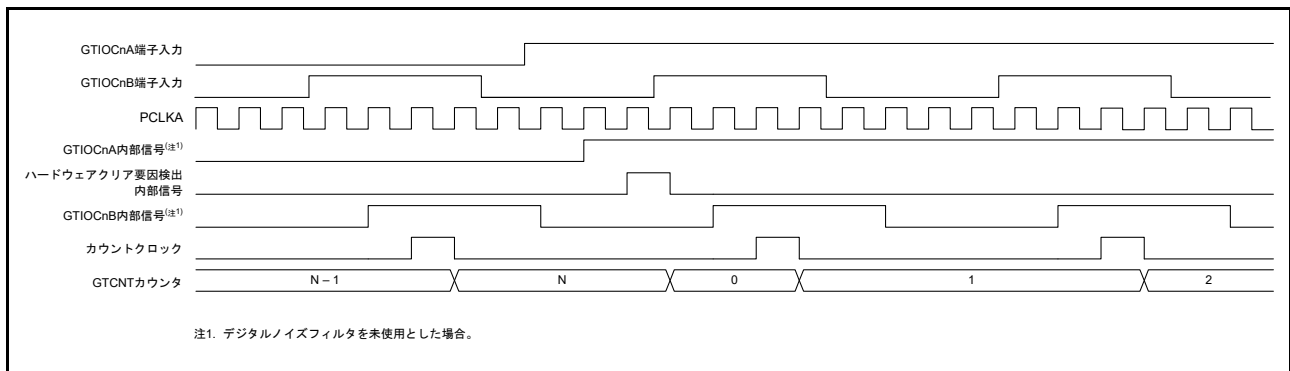 GTIOCnA端子入力
GTIOCnB端子入力
PCLKA
GTIOCnA内部信号(注1)
ハードウェアクリア要因検出
内部信号
GTIOCnB内部信号(注1)
カウントクロック
GTCNTカウンタ N – 1 N 0 1 2
注1. デジタルノイズフィルタを未使用とした場合。